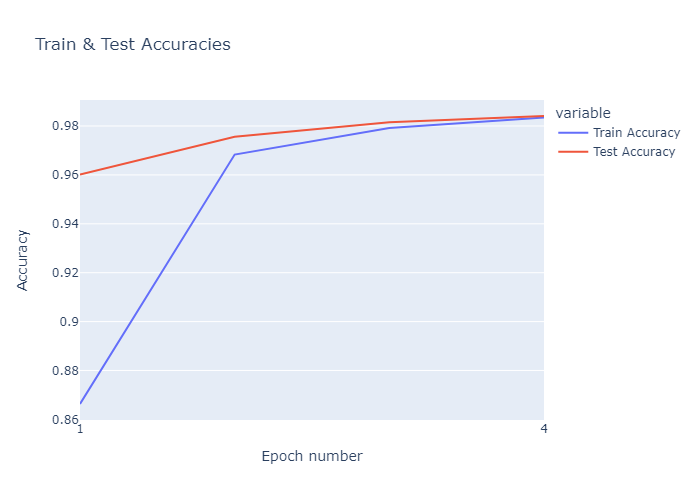 Train & Test Accuracies
variable
Train Accuracy
Test Accuracy
Accuracy
0.98
0.96
0.94
0.92
0.9
0.88
0.86
1
4
Epoch number